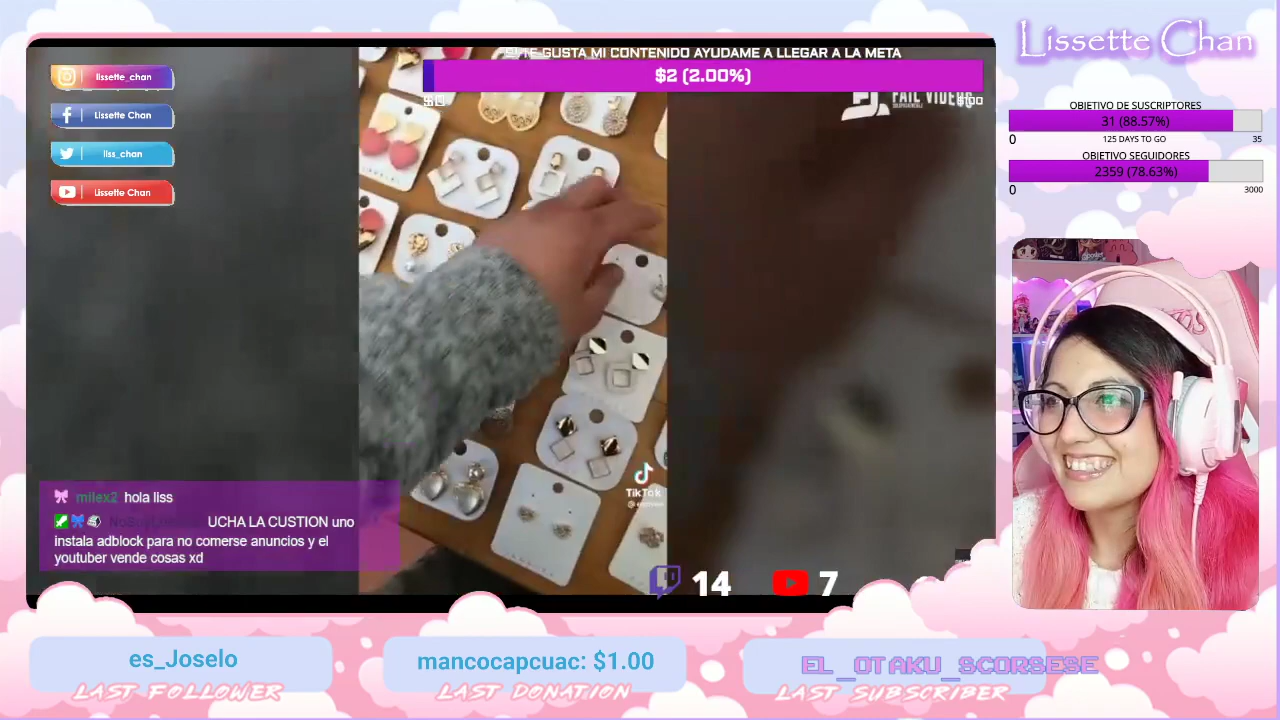 Lissette Chan
TE GUSTA MI CONTENIDO AYUDAME A LLEGAR A LA META
$2 (2.00%)
$0
$100
FAIL VIDEOS
lissette_chan
Lissette Chan
liss_chan
Lissette Chan
OBJETIVO DE SUSCRIPTORES
31 (88.57%)
0
125 DAYS TO GO
35
OBJETIVO SEGUIDORES
2359 (78.63%)
0
3000
TikTok
milex2 hola liss
UCHA LA CUSTION uno
instala adblock para no comerse anuncios y el
youtuber vende cosas xd
14
7
es_Joselo
LAST FOLLOWER
mancocapcuac: $1.00
LAST DONATION
EL_OTAKU_SCORSESE
LAST SUBSCRIBER